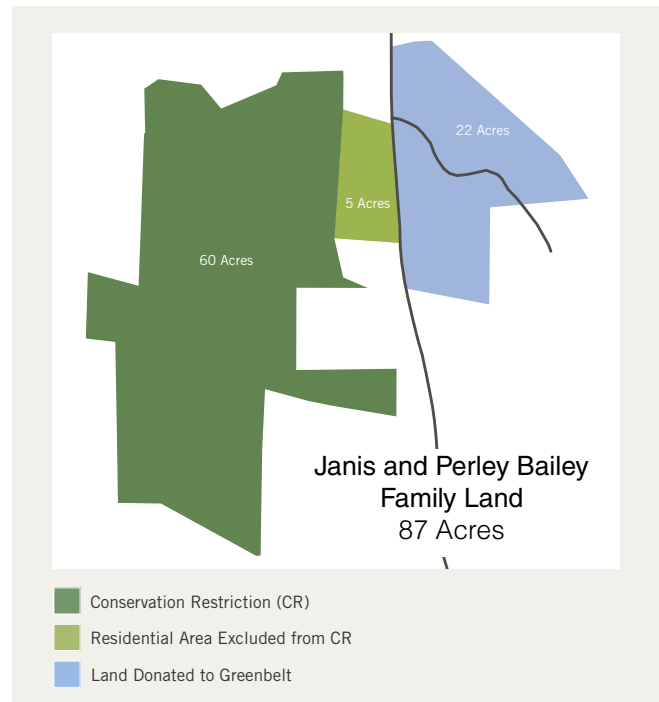 22 Acres
5 Acres
60 Acres
Janis and Perley Bailey
Family Land
87 Acres
Conservation Restriction (CR)
Residential Area Excluded from CR
Land Donated to Greenbelt